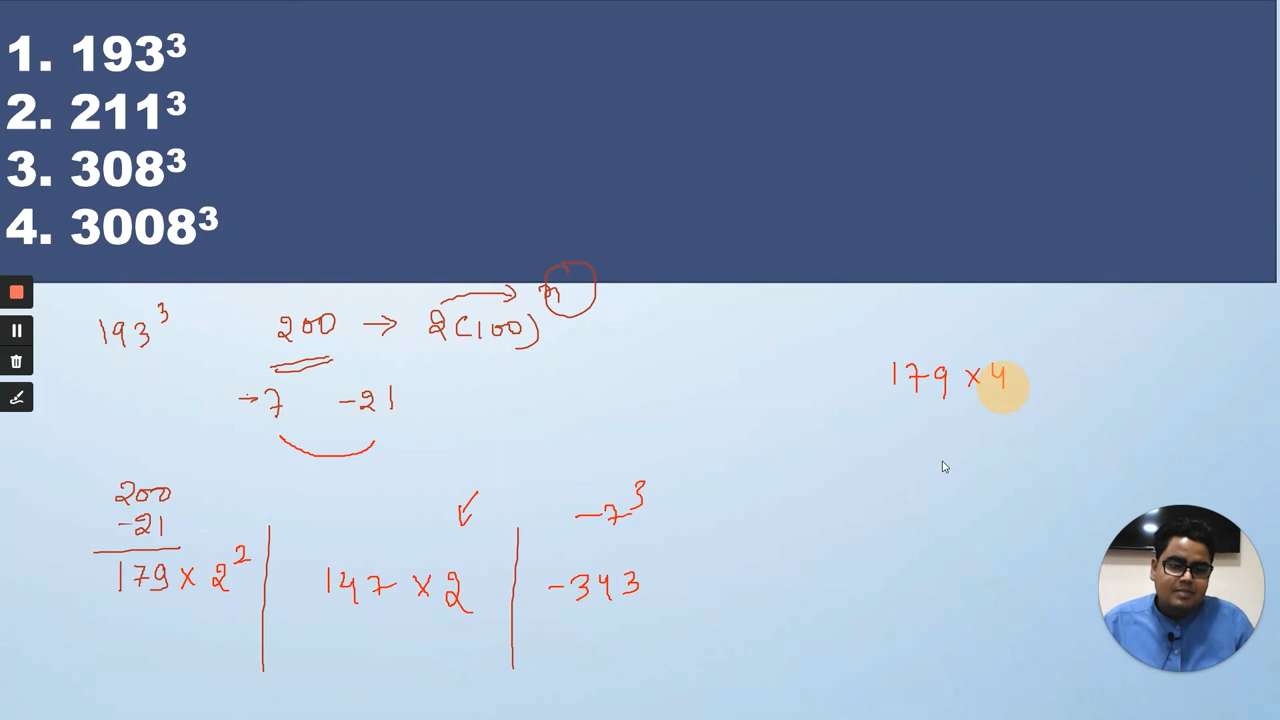 1. 193³
2. 211³
3. 308³
4. 3008³
193³ 200 → 2(100)ⁿ
-7 -21
179 x 4
200
-21
179 x 2² | 147 x 2 | -7³
-343